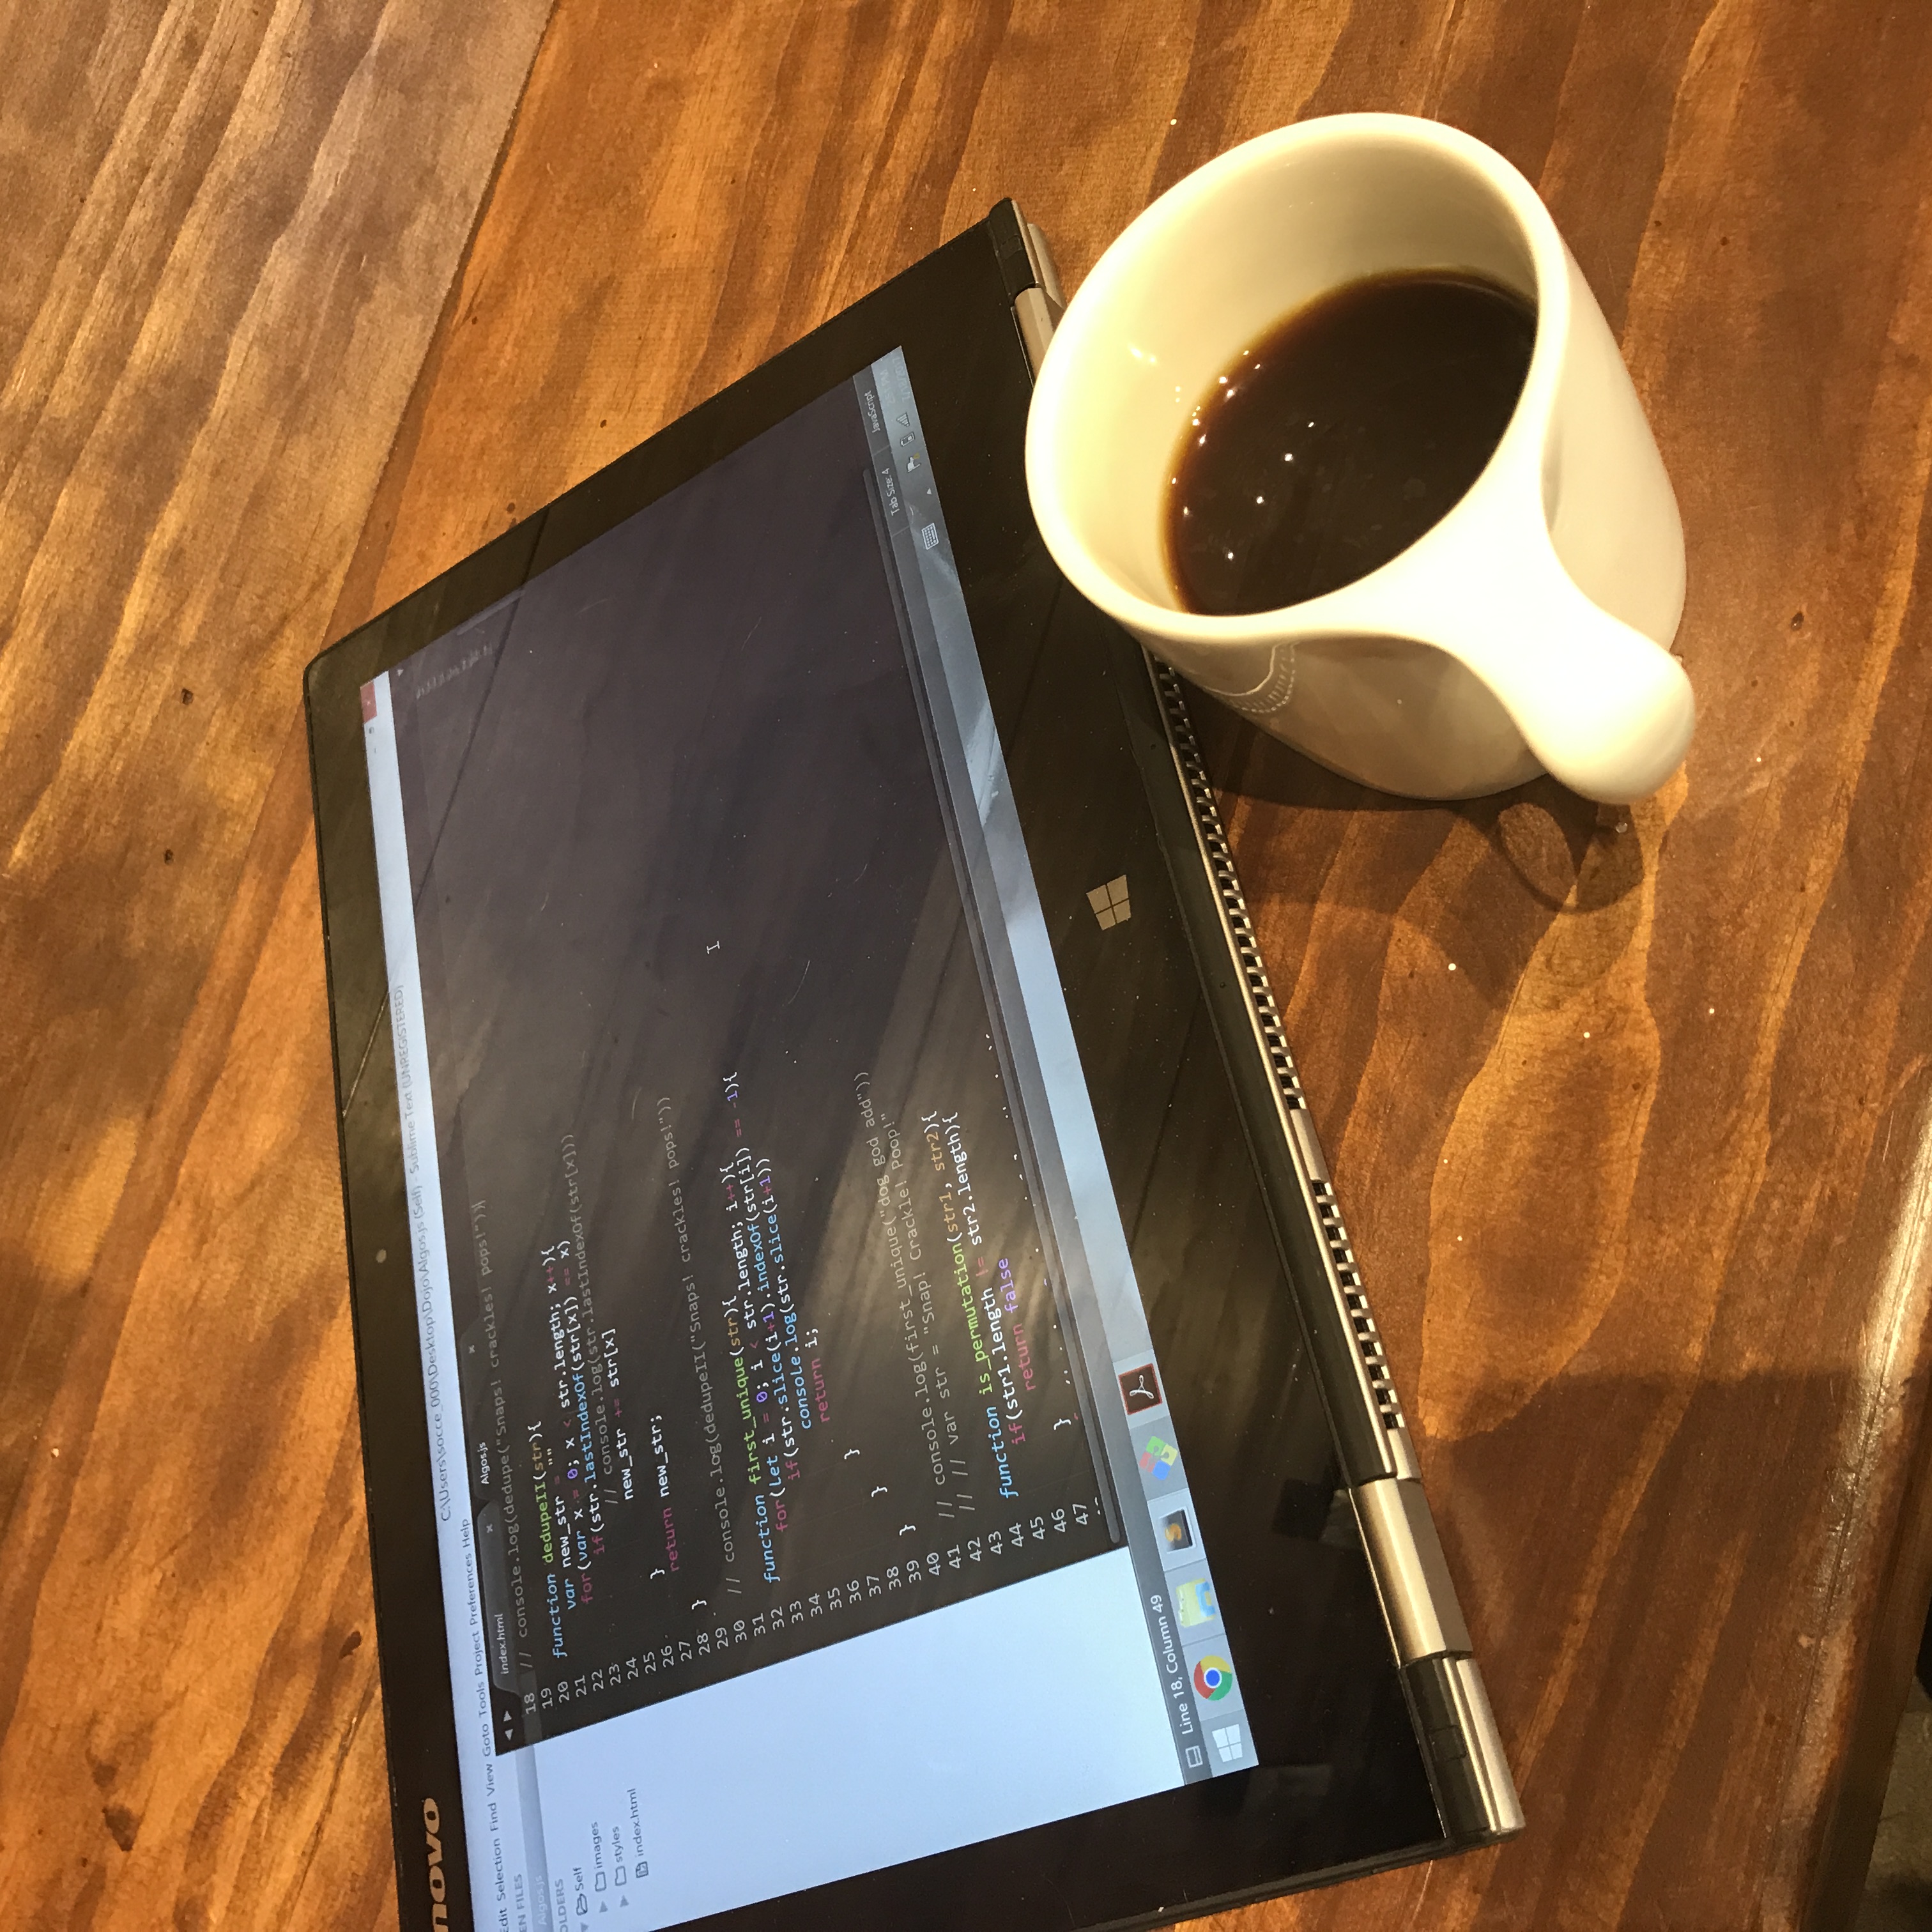 novo
C:\Users\socce_000\Desktop\Dojo\Algos.js (Self) - Sublime Text (UNREGISTERED)
Edit Selection Find View Goto Tools Project Preferences Help
EN FILES
Algos.js
OLDERS
Self
images
styles
index.html
index.html
Algos.js
18 // console.log(dedupe("Snaps! crackles! pops!"))
19
20 function dedupeII(str){
21 var new_str = ""
22 for(var x = 0; x < str.length; x++){
23 if(str.lastIndexOf(str[x]) == x)
24 // console.log(str.lastIndexOf(str[x]))
25 new_str += str[x]
26
27 }
28 return new_str;
29 }
30 // console.log(dedupeII("Snaps! crackles! pops!"))
31
32 function first_unique(str){
33 for(let i = 0; i < str.length; i++){
34 if(str.slice(i+1).indexOf(str[i]) == -1){
35 console.log(str.slice(i+1))
36 return i;
37 }
38 }
39 }
40
41 // console.log(first_unique("dog god add"))
42 // // var str = "Snap! Crackle! Poop!"
43
44 function is_permutation(str1, str2){
45 if(str1.length != str2.length){
46 return false
47 }
Line 18, Column 49
Tab Size: 4
JavaScript